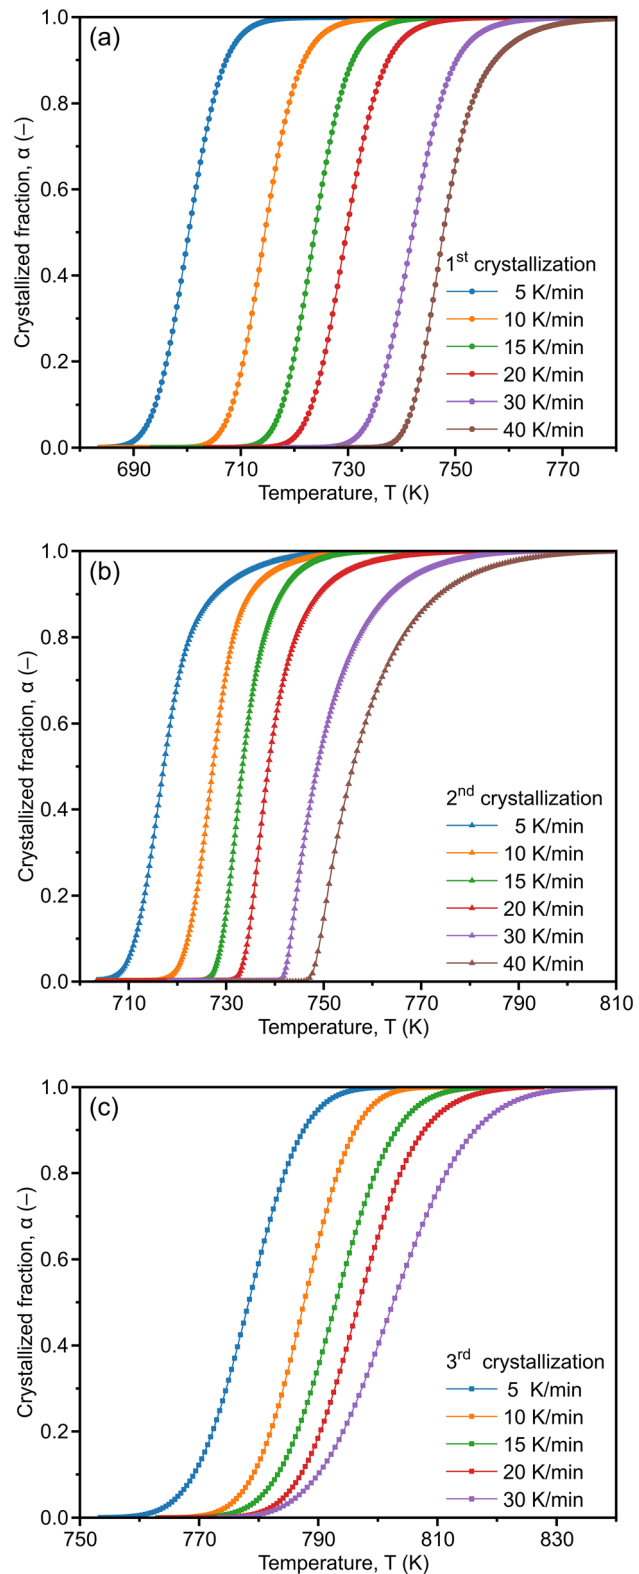 (a)
1.0
0.8
0.6
0.4
0.2
0.0
Crystallized fraction, α (–)
1st crystallization
5 K/min
10 K/min
15 K/min
20 K/min
30 K/min
40 K/min
690 710 730 750 770
Temperature, T (K)
(b)
1.0
0.8
0.6
0.4
0.2
0.0
Crystallized fraction, α (–)
2nd crystallization
5 K/min
10 K/min
15 K/min
20 K/min
30 K/min
40 K/min
710 730 750 770 790 810
Temperature, T (K)
(c)
1.0
0.8
0.6
0.4
0.2
0.0
Crystallized fraction, α (–)
3rd crystallization
5 K/min
10 K/min
15 K/min
20 K/min
30 K/min
750 770 790 810 830
Temperature, T (K)